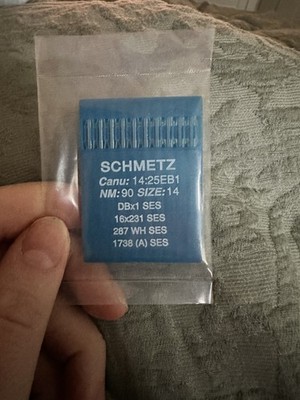 SCHMETZ
Canu: 14:25EB1
NM: 90 SIZE: 14
DBx1 SES
16x231 SES
287 WH SES
1738 (A) SES